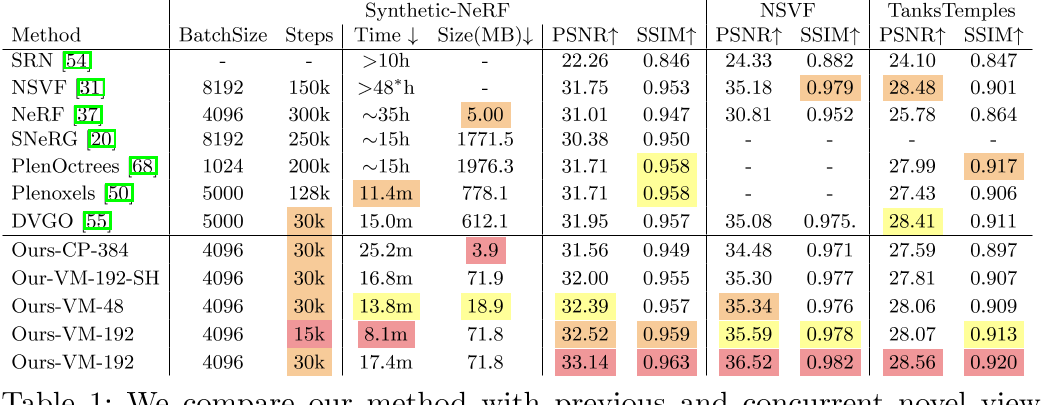 Synthetic-NeRF NSVF TanksTemples
Method BatchSize Steps Time ↓ Size(MB)↓ PSNR↑ SSIM↑ PSNR↑ SSIM↑ PSNR↑ SSIM↑
SRN [54] - - >10h - 22.26 0.846 24.33 0.882 24.10 0.847
NSVF [31] 8192 150k >48*h - 31.75 0.953 35.18 0.979 28.48 0.901
NeRF [37] 4096 300k ~35h 5.00 31.01 0.947 30.81 0.952 25.78 0.864
SNeRG [20] 8192 250k ~15h 1771.5 30.38 0.950 - - - -
PlenOctrees [68] 1024 200k ~15h 1976.3 31.71 0.958 - - 27.99 0.917
Plenoxels [50] 5000 128k 11.4m 778.1 31.71 0.958 - - 27.43 0.906
DVGO [55] 5000 30k 15.0m 612.1 31.95 0.957 35.08 0.975. 28.41 0.911
Ours-CP-384 4096 30k 25.2m 3.9 31.56 0.949 34.48 0.971 27.59 0.897
Our-VM-192-SH 4096 30k 16.8m 71.9 32.00 0.955 35.30 0.977 27.81 0.907
Ours-VM-48 4096 30k 13.8m 18.9 32.39 0.957 35.34 0.976 28.06 0.909
Ours-VM-192 4096 15k 8.1m 71.8 32.52 0.959 35.59 0.978 28.07 0.913
Ours-VM-192 4096 30k 17.4m 71.8 33.14 0.963 36.52 0.982 28.56 0.920
Table 1: We compare our method with previous and concurrent novel view